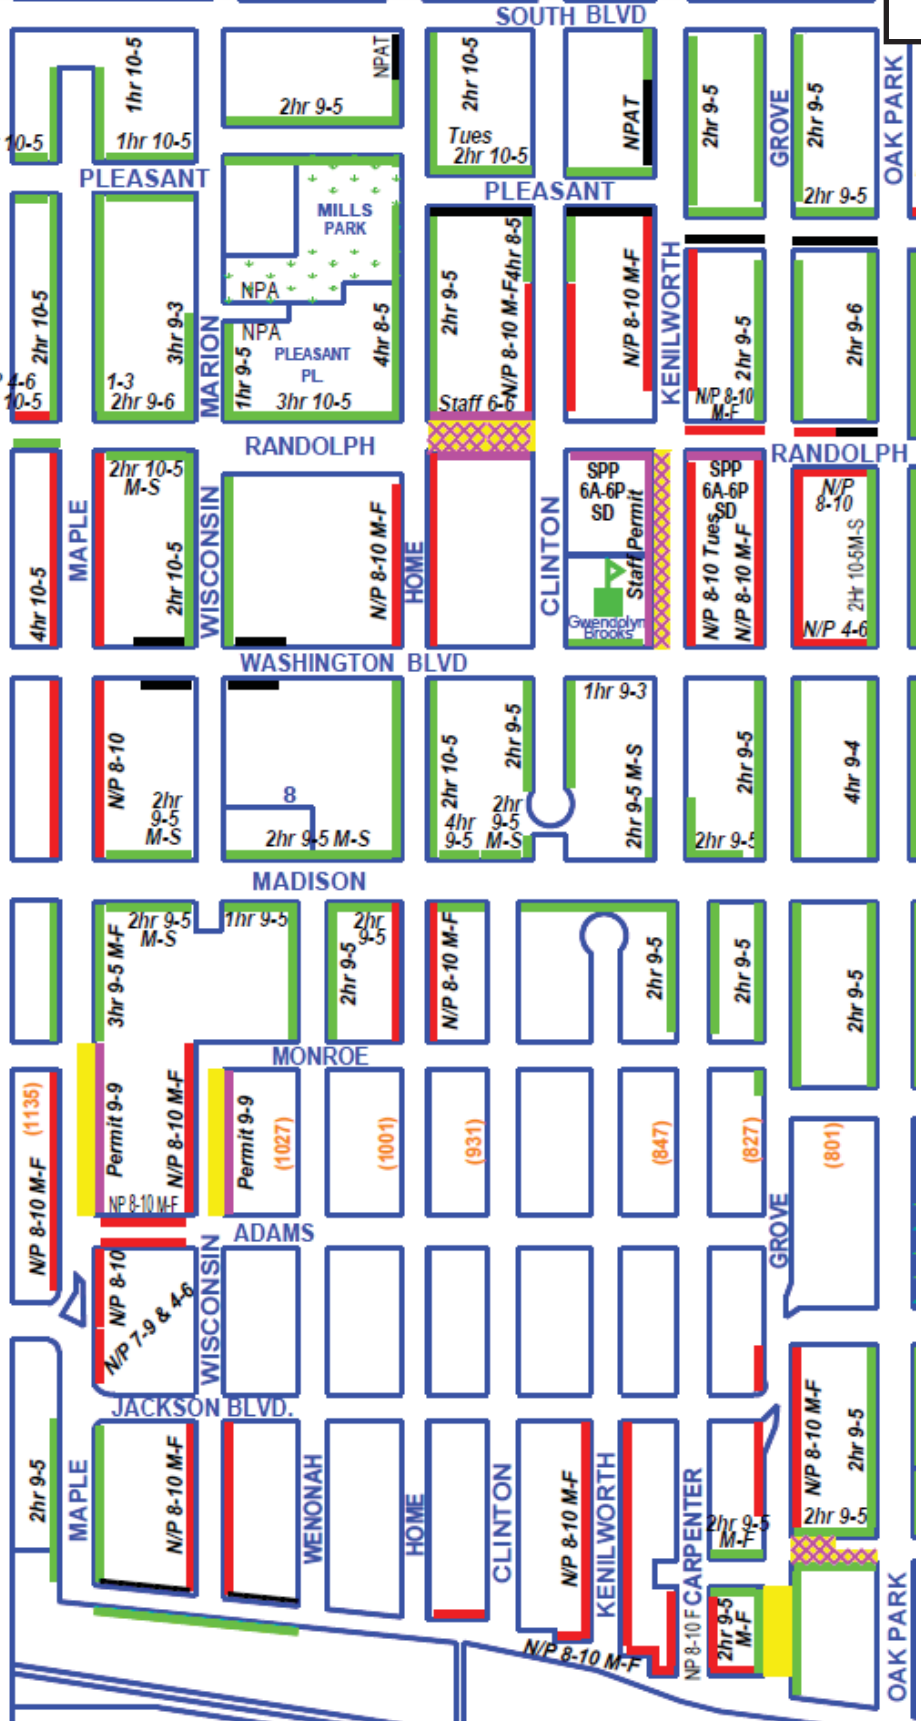 SOUTH BLVD
1hr 10-5
NPAT
2hr 10-5
NPAT
2hr 9-5
GROVE
2hr 9-5
OAK PARK
2hr 9-5
10-5
1hr 10-5
Tues
2hr 10-5
PLEASANT
PLEASANT
2hr 9-5
MILLS
PARK
2hr 10-5
3hr 9-3
MARION
NPA
NPA
1hr 9-5
PLEASANT
PL.
4hr 8-5
2hr 9-5
N/P 8-10 M-F
4hr 8-5
N/P 8-10 M-F
KENILWORTH
2hr 9-5
2hr 9-6
4-6
10-5
1-3
2hr 9-6
3hr 10-5
Staff 6-6
N/P 8-10
M-F
RANDOLPH
RANDOLPH
2hr 10-5
M-S
4hr 10-5
MAPLE
2hr 10-5
WISCONSIN
N/P 8-10 M-F
HOME
CLINTON
SPP
6A-6P
SD
Staff Permit
Gwendolyn
Brooks
SPP
6A-6P
SD
N/P 8-10 Tues
N/P 8-10 M-F
N/P
8-10
2Hr 10-5M-S
N/P 4-6
WASHINGTON BLVD
1hr 9-3
N/P 8-10
2hr
9-5
M-S
8
2hr 9-5 M-S
2hr 10-5
4hr
9-5
2hr 9-5
2hr
9-5
M-S
2hr 9-5 M-S
2hr 9-5
2hr 9-5
4hr 9-4
MADISON
2hr 9-5
M-S
1hr 9-5
3hr 9-5 M-F
2hr
9-5
2hr 9-5
N/P 8-10 M-F
2hr 9-5
2hr 9-5
2hr 9-5
MONROE
(1135)
N/P 8-10 M-F
Permit 9-9
N/P 8-10 M-F
Permit 9-9
(1027)
(1001)
(931)
(847)
(827)
(801)
NP 8-10 M-F
ADAMS
GROVE
N/P 8-10
N/P 7-9 & 4-6
WISCONSIN
JACKSON BLVD.
2hr 9-5
MAPLE
N/P 8-10 M-F
WENONAH
HOME
CLINTON
N/P 8-10 M-F
KENILWORTH
CARPENTER
NP 8-10 F
2hr 9-5
M-F
N/P 8-10 M-F
2hr 9-5
2hr 9-5
2hr 9-5
M-F
N/P 8-10 M-F
OAK PARK